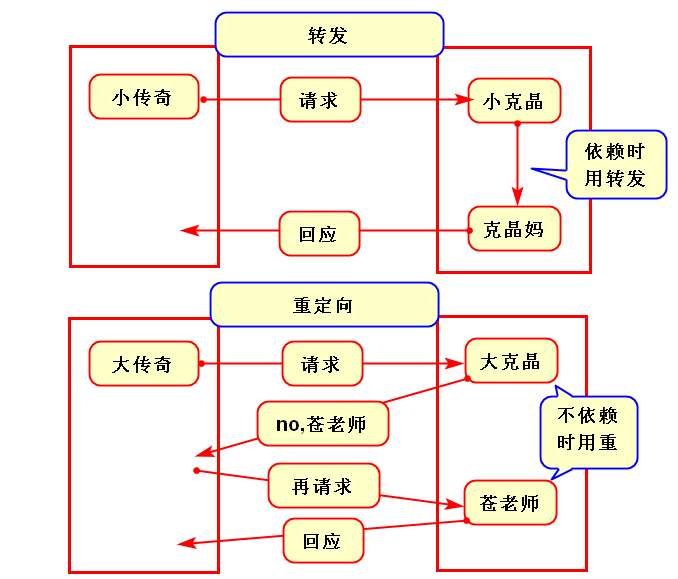 转发
小传奇
请求
小克晶
依赖时
用转发
回应
克晶妈
重定向
大传奇
请求
大克晶
no,苍老师
不依赖
时用重
再请求
苍老师
回应